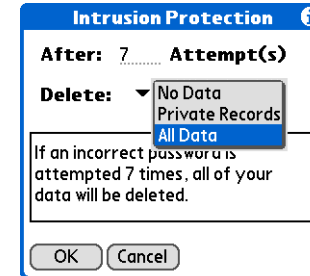 Intrusion Protection
After: 7 Attempt(s)
Delete:
No Data
Private Records
All Data
If an incorrect password is
attempted 7 times, all of your
data will be deleted.
OK Cancel